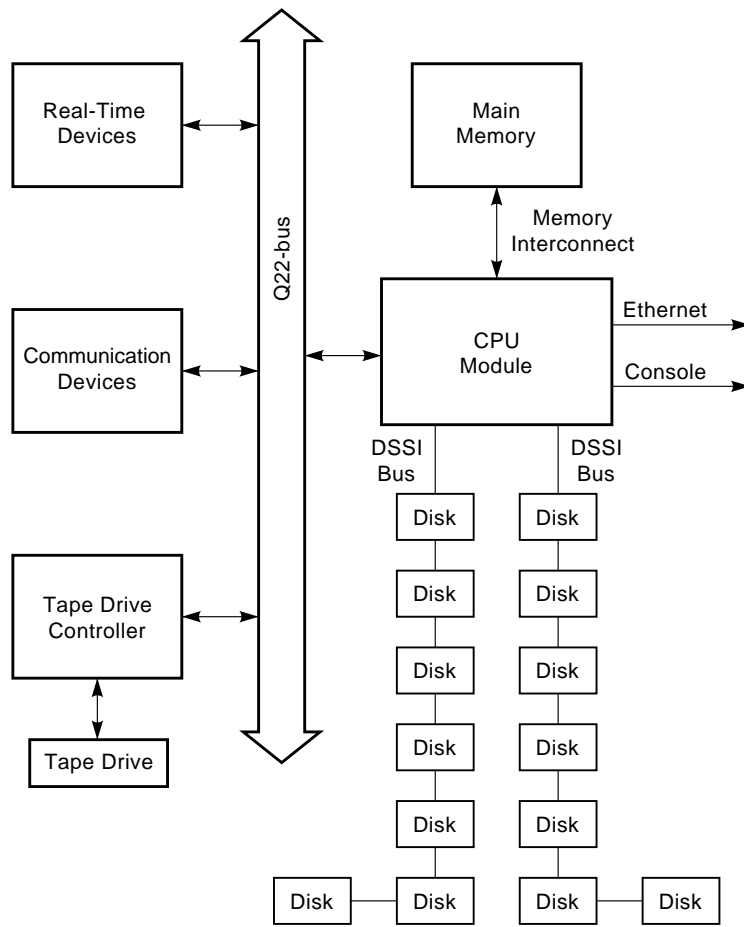 Real-Time
Devices
Main
Memory
Memory
Interconnect
Q22-bus
Communication
Devices
CPU
Module
Ethernet
Console
DSSI
Bus
DSSI
Bus
Tape Drive
Controller
Tape Drive
Disk
Disk
Disk
Disk
Disk
Disk
Disk
Disk
Disk
Disk
Disk
Disk
Disk
Disk